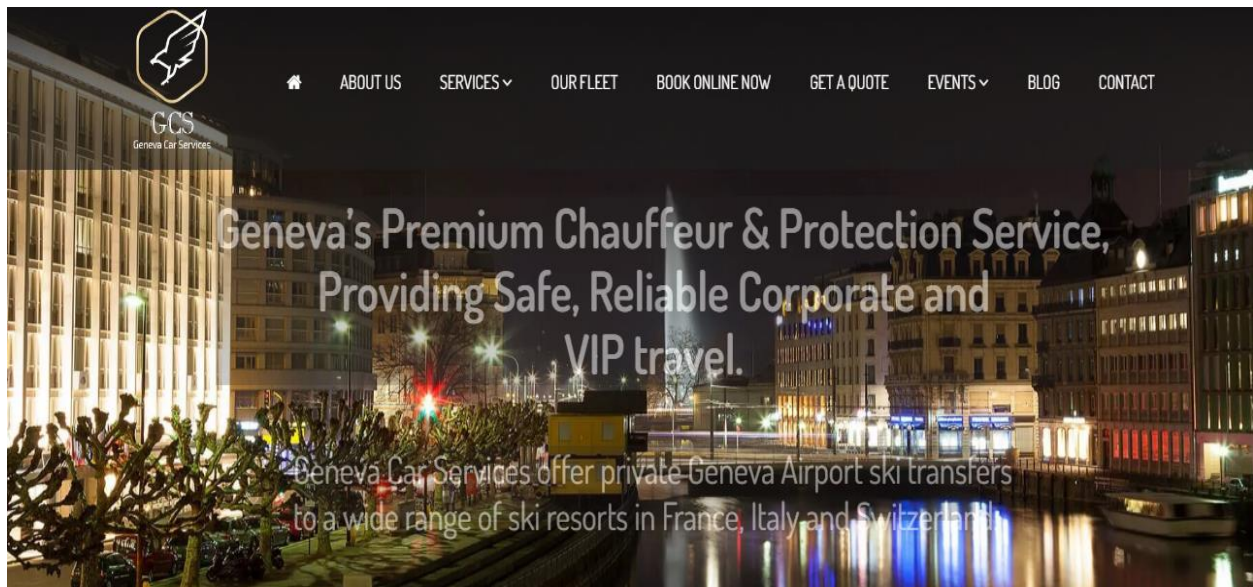 GCS
Geneva Car Services
ABOUT US
SERVICES
OUR FLEET
BOOK ONLINE NOW
GET A QUOTE
EVENTS
BLOG
CONTACT
Geneva's Premium Chauffeur & Protection Service,
Providing Safe, Reliable Corporate and
VIP travel.
Geneva Car Services offer private Geneva Airport ski transfers
to a wide range of ski resorts in France, Italy and Switzerland.